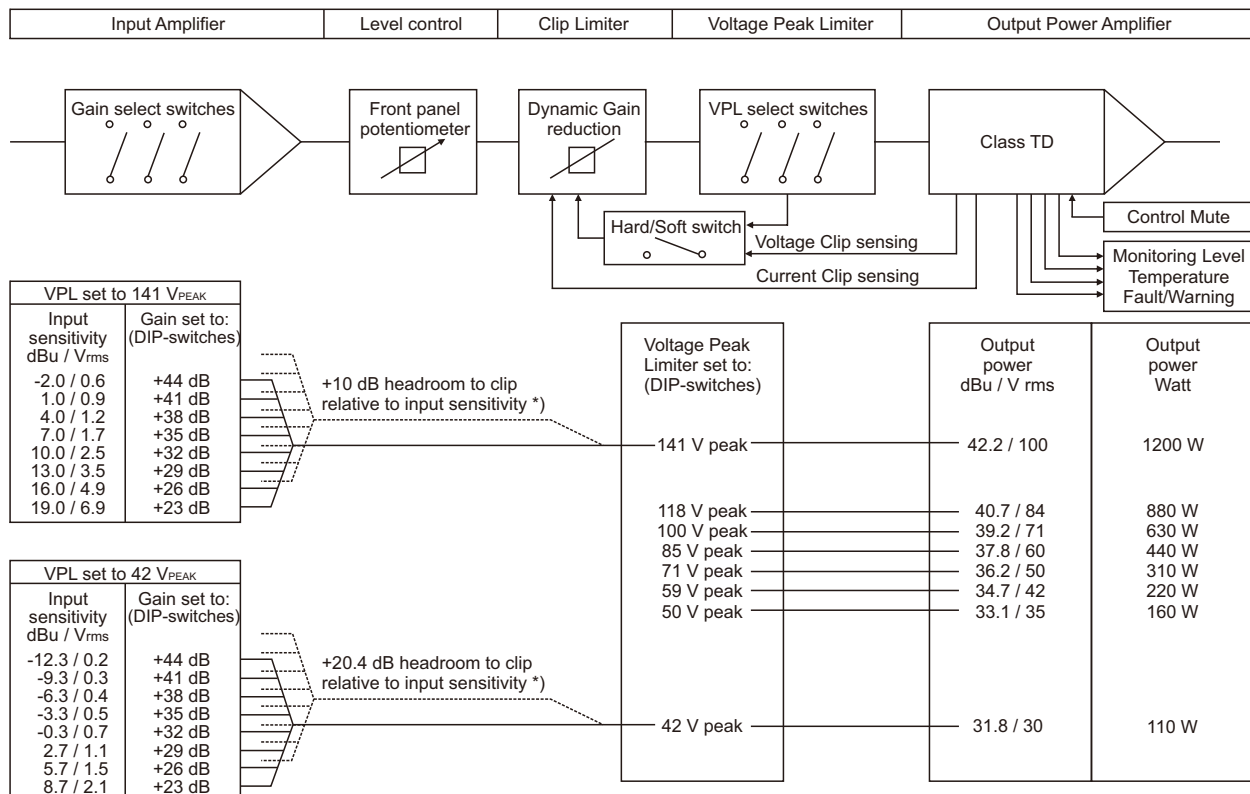 Input Amplifier
Level control
Clip Limiter
Voltage Peak Limiter
Output Power Amplifier
Gain select switches
Front panel
potentiometer
Dynamic Gain
reduction
VPL select switches
Class TD
Hard/Soft switch
Voltage Clip sensing
Current Clip sensing
Control Mute
Monitoring Level
Temperature
Fault/Warning
VPL set to 141 VPEAK
Input
sensitivity
dBu / Vrms
Gain set to:
(DIP-switches)
-2.0 / 0.6 +44 dB
1.0 / 0.9 +41 dB
4.0 / 1.2 +38 dB
7.0 / 1.7 +35 dB
10.0 / 2.5 +32 dB
13.0 / 3.5 +29 dB
16.0 / 4.9 +26 dB
19.0 / 6.9 +23 dB
+10 dB headroom to clip
relative to input sensitivity *)
VPL set to 42 VPEAK
Input
sensitivity
dBu / Vrms
Gain set to:
(DIP-switches)
-12.3 / 0.2 +44 dB
-9.3 / 0.3 +41 dB
-6.3 / 0.4 +38 dB
-3.3 / 0.5 +35 dB
-0.3 / 0.7 +32 dB
2.7 / 1.1 +29 dB
5.7 / 1.5 +26 dB
8.7 / 2.1 +23 dB
+20.4 dB headroom to clip
relative to input sensitivity *)
Voltage Peak
Limiter set to:
(DIP-switches)
Output
power
dBu / V rms
Output
power
Watt
141 V peak 42.2 / 100 1200 W
118 V peak 40.7 / 84 880 W
100 V peak 39.2 / 71 630 W
85 V peak 37.8 / 60 440 W
71 V peak 36.2 / 50 310 W
59 V peak 34.7 / 42 220 W
50 V peak 33.1 / 35 160 W
42 V peak 31.8 / 30 110 W